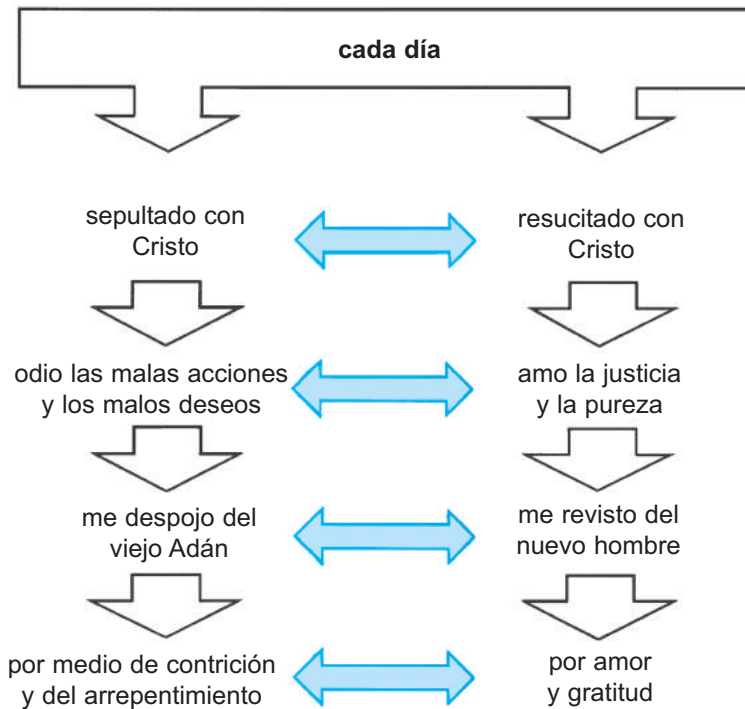 cada día
sepultado con
Cristo
resucitado con
Cristo
odio las malas acciones
y los malos deseos
amo la justicia
y la pureza
me despojo del
viejo Adán
me revisto del
nuevo hombre
por medio de contrición
y del arrepentimiento
por amor
y gratitud